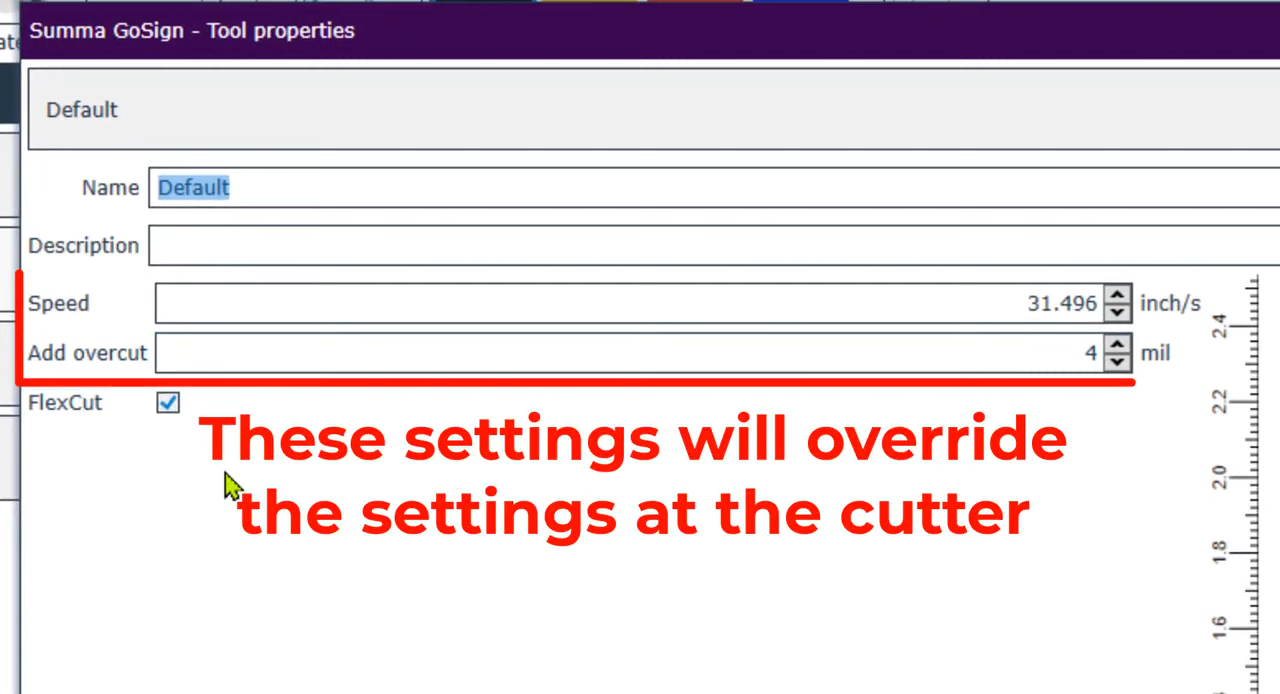 Summa GoSign - Tool properties
Default
Name Default
Description
Speed 31.496 inch/s
Add overcut 4 mil
FlexCut
These settings will override
the settings at the cutter
2.4
2.2
2.0
1.8
1.6